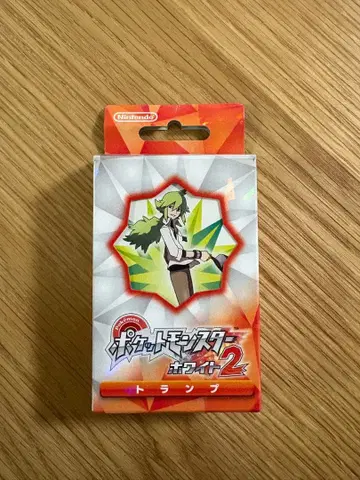 Nintendo
Pokémon
ポケットモンスター
ホワイト2
トランプ